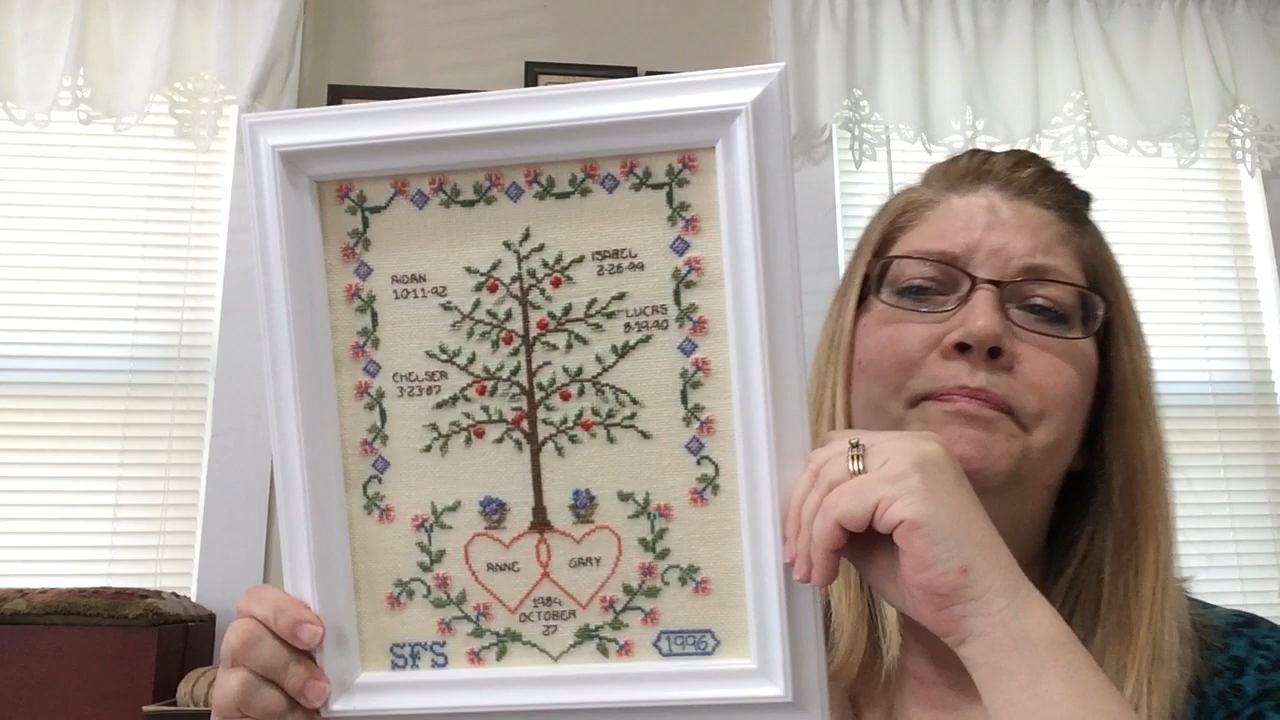 ISABEL
2-26-99
AIDAN
10-11-92
LUCAS
8-19-90
CHELSEA
3-23-87
ANNE
GARY
1984
OCTOBER
27
SFS
1996